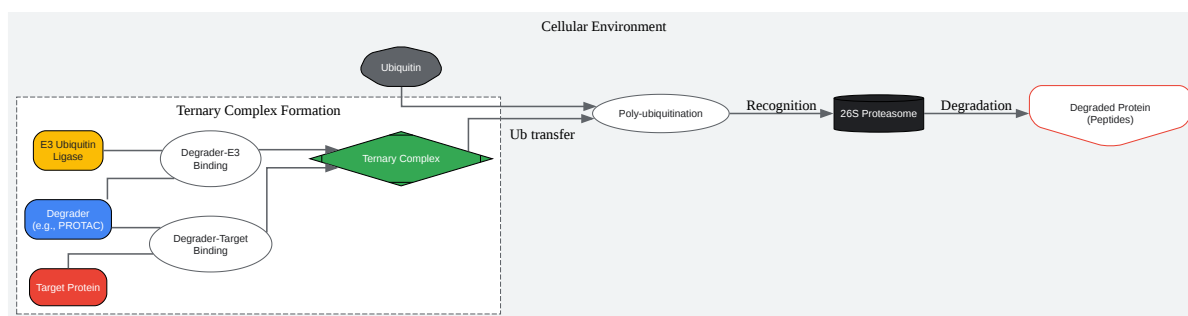 Cellular Environment
Ubiquitin
Ternary Complex Formation
E3 Ubiquitin
Ligase
Degrader-E3
Binding
Ternary Complex
Degrader
(e.g., PROTAC)
Degrader-Target
Binding
Target Protein
Ub transfer
Poly-ubiquitination
Recognition
26S Proteasome
Degradation
Degraded Protein
(Peptides)